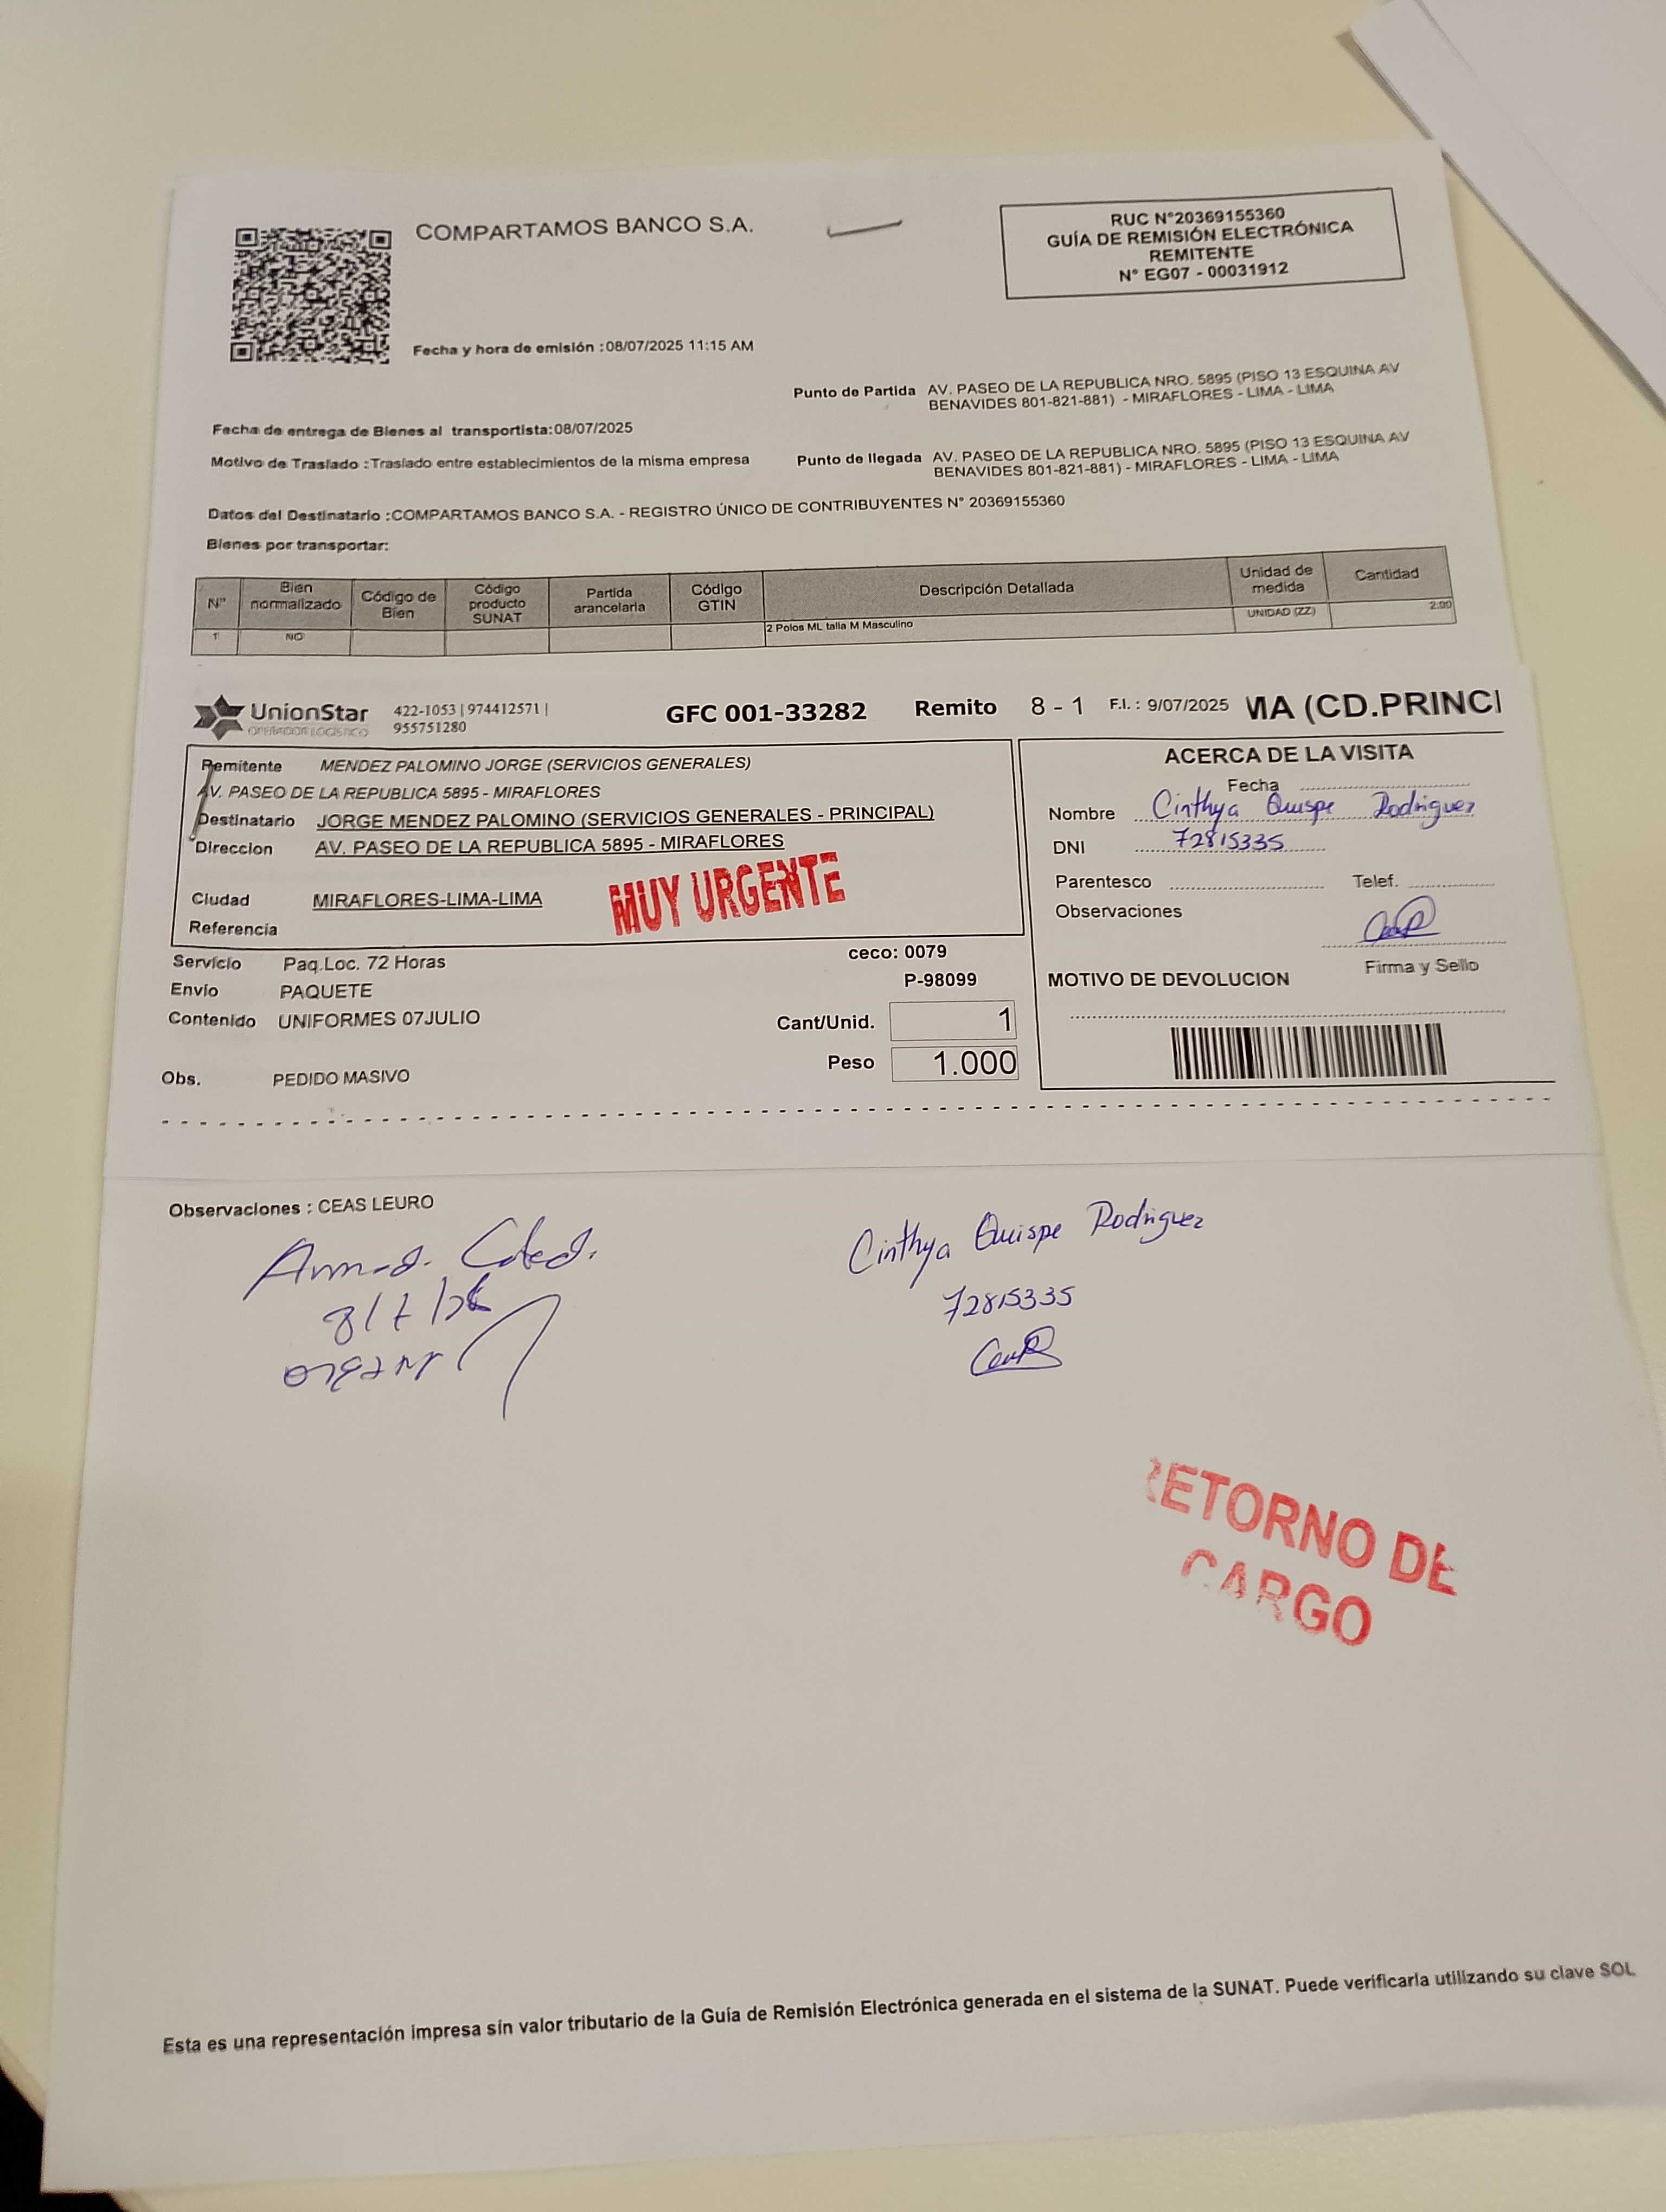 COMPARTAMOS BANCO S.A.
RUC N°20369155360
GUÍA DE REMISIÓN ELECTRÓNICA
REMITENTE
N° EG07 - 00031912
Fecha y hora de emisión :08/07/2025 11:15 AM
Punto de Partida AV. PASEO DE LA REPUBLICA NRO. 5895 (PISO 13 ESQUINA AV
BENAVIDES 801-821-881) - MIRAFLORES - LIMA - LIMA
Fecha de entrega de Bienes al transportista:08/07/2025
Motivo de Traslado :Traslado entre establecimientos de la misma empresa
Punto de llegada AV. PASEO DE LA REPUBLICA NRO. 5895 (PISO 13 ESQUINA AV
BENAVIDES 801-821-881) - MIRAFLORES - LIMA - LIMA
Datos del Destinatario :COMPARTAMOS BANCO S.A. - REGISTRO ÚNICO DE CONTRIBUYENTES N° 20369155360
Bienes por transportar:
N° Bien normalizado Código de Bien Código producto SUNAT Partida arancelaria Código GTIN Descripción Detallada Unidad de medida Cantidad
1 NO 2 Polos ML talla M Masculino UNIDAD (ZZ) 2.00
UnionStar
OPERADOR LOGISTICO
422-1053 | 974412571 |
955751280
GFC 001-33282 Remito 8 - 1 F.I. : 9/07/2025 MA (CD.PRINCI
Remitente MENDEZ PALOMINO JORGE (SERVICIOS GENERALES)
AV. PASEO DE LA REPUBLICA 5895 - MIRAFLORES
Destinatario JORGE MENDEZ PALOMINO (SERVICIOS GENERALES - PRINCIPAL)
Direccion AV. PASEO DE LA REPUBLICA 5895 - MIRAFLORES
Ciudad MIRAFLORES-LIMA-LIMA
MUY URGENTE
Referencia
Servicio Paq.Loc. 72 Horas
ceco: 0079
Envío PAQUETE
P-98099
Contenido UNIFORMES 07JULIO
Cant/Unid. 1
Peso 1.000
Obs. PEDIDO MASIVO
ACERCA DE LA VISITA
Fecha
Nombre Cinthya Quispe Rodriguez
DNI 72815335
Parentesco Telef.
Observaciones
Firma y Sello
MOTIVO DE DEVOLUCION
Observaciones : CEAS LEURO
Cinthya Quispe Rodriguez
72815335
RETORNO DE
CARGO
Esta es una representación impresa sin valor tributario de la Guía de Remisión Electrónica generada en el sistema de la SUNAT. Puede verificarla utilizando su clave SOL